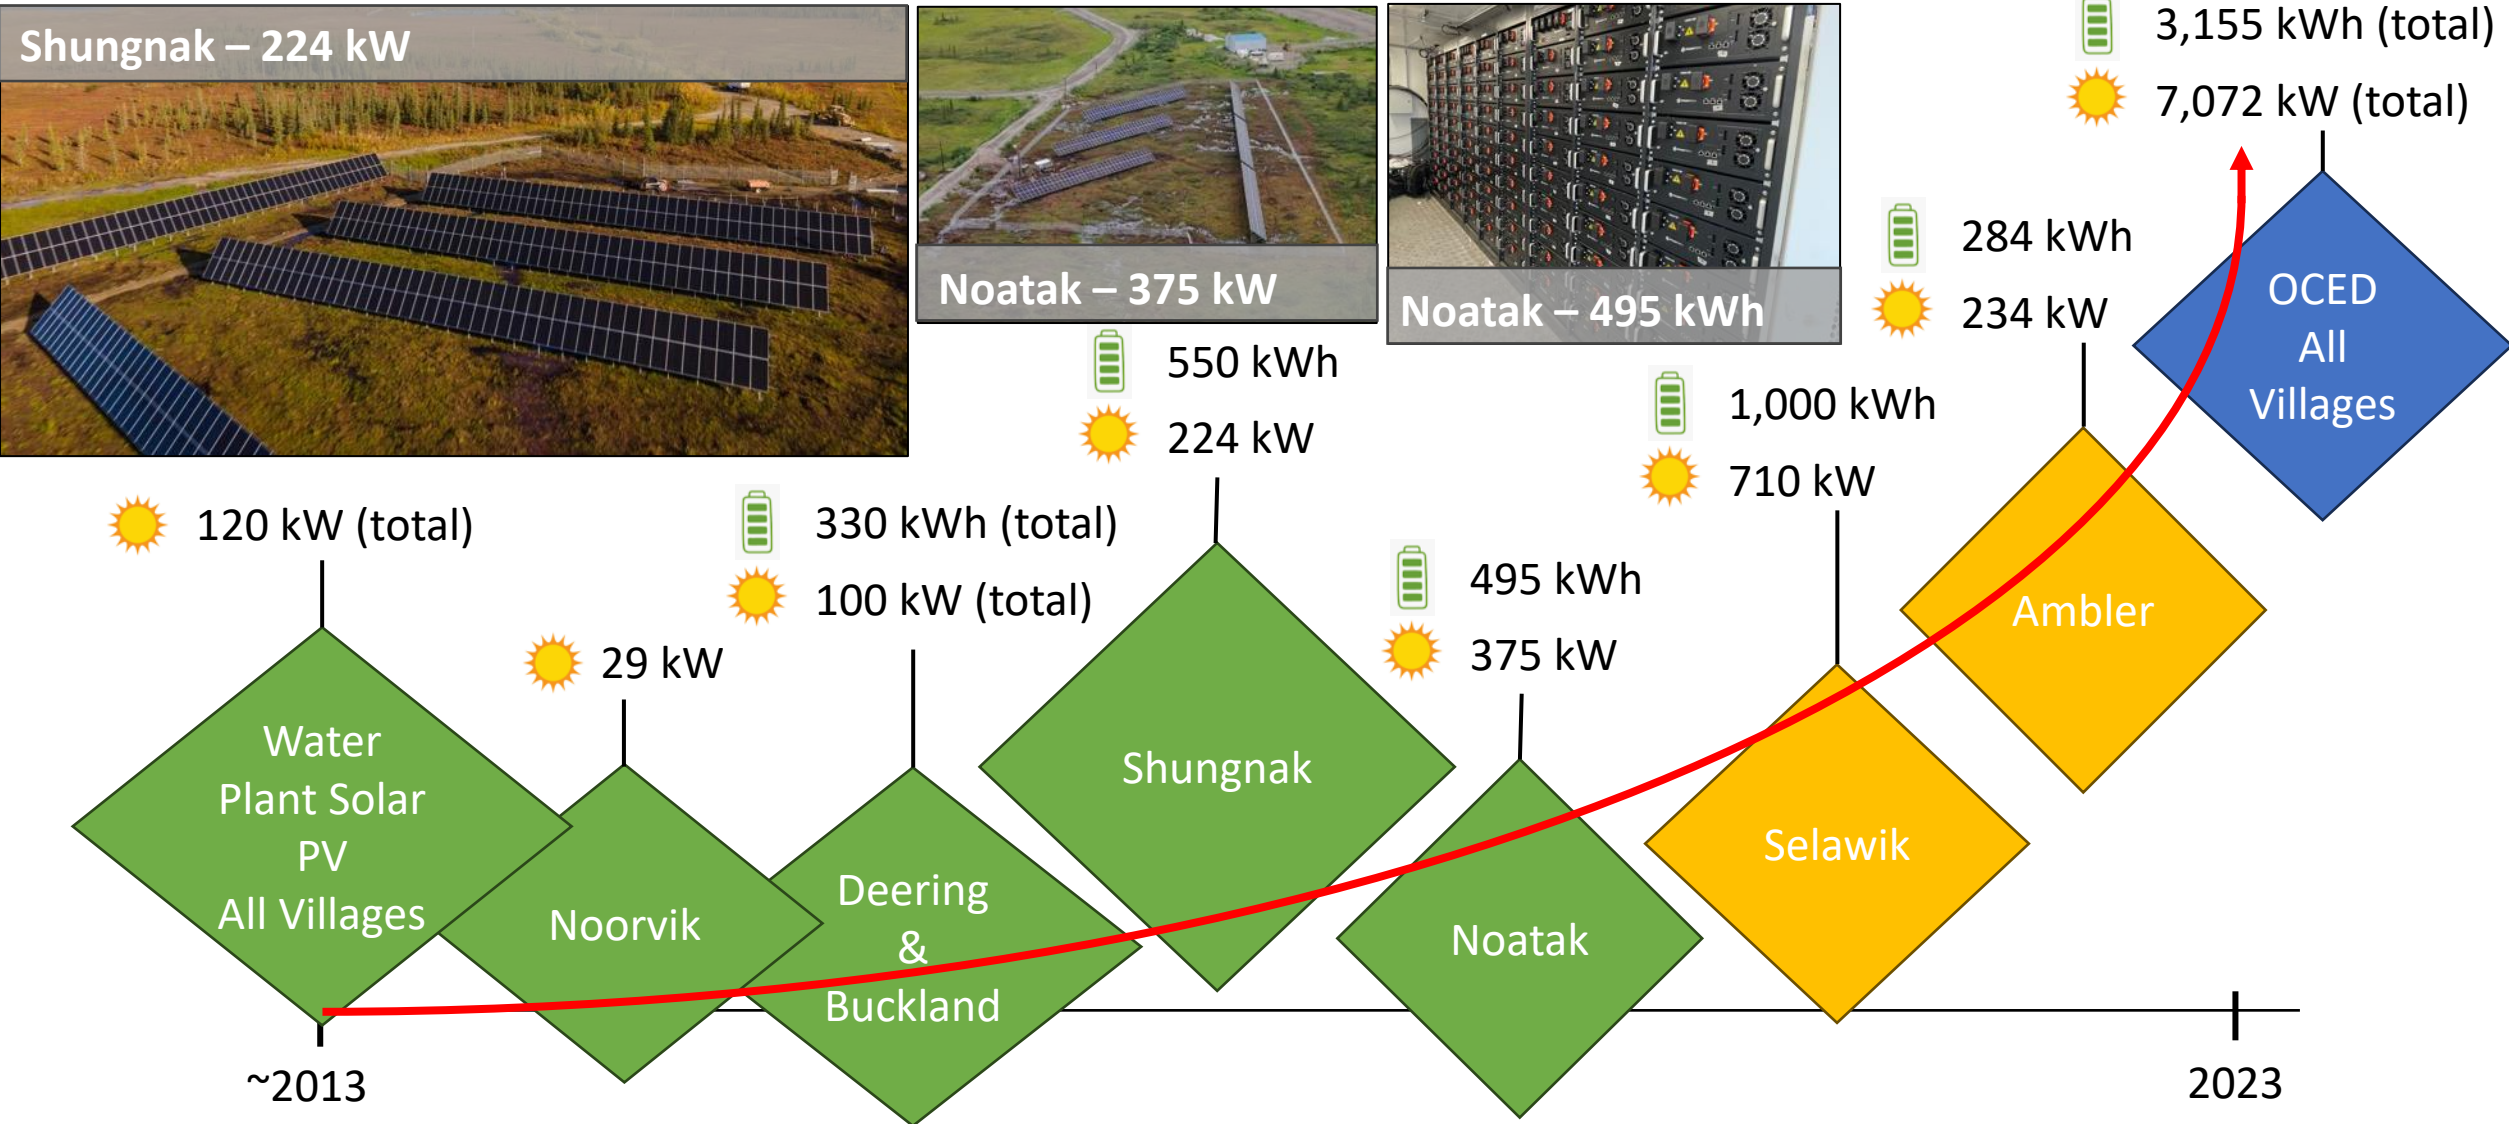 Shungnak – 224 kW
Noatak – 375 kW
Noatak – 495 kWh
3,155 kWh (total)
7,072 kW (total)
284 kWh
234 kW
550 kWh
224 kW
1,000 kWh
710 kW
120 kW (total)
330 kWh (total)
100 kW (total)
29 kW
495 kWh
375 kW
OCED
All
Villages
Ambler
Water
Plant Solar
PV
All Villages
Noorvik
Deering
&
Buckland
Shungnak
Noatak
Selawik
~2013
2023